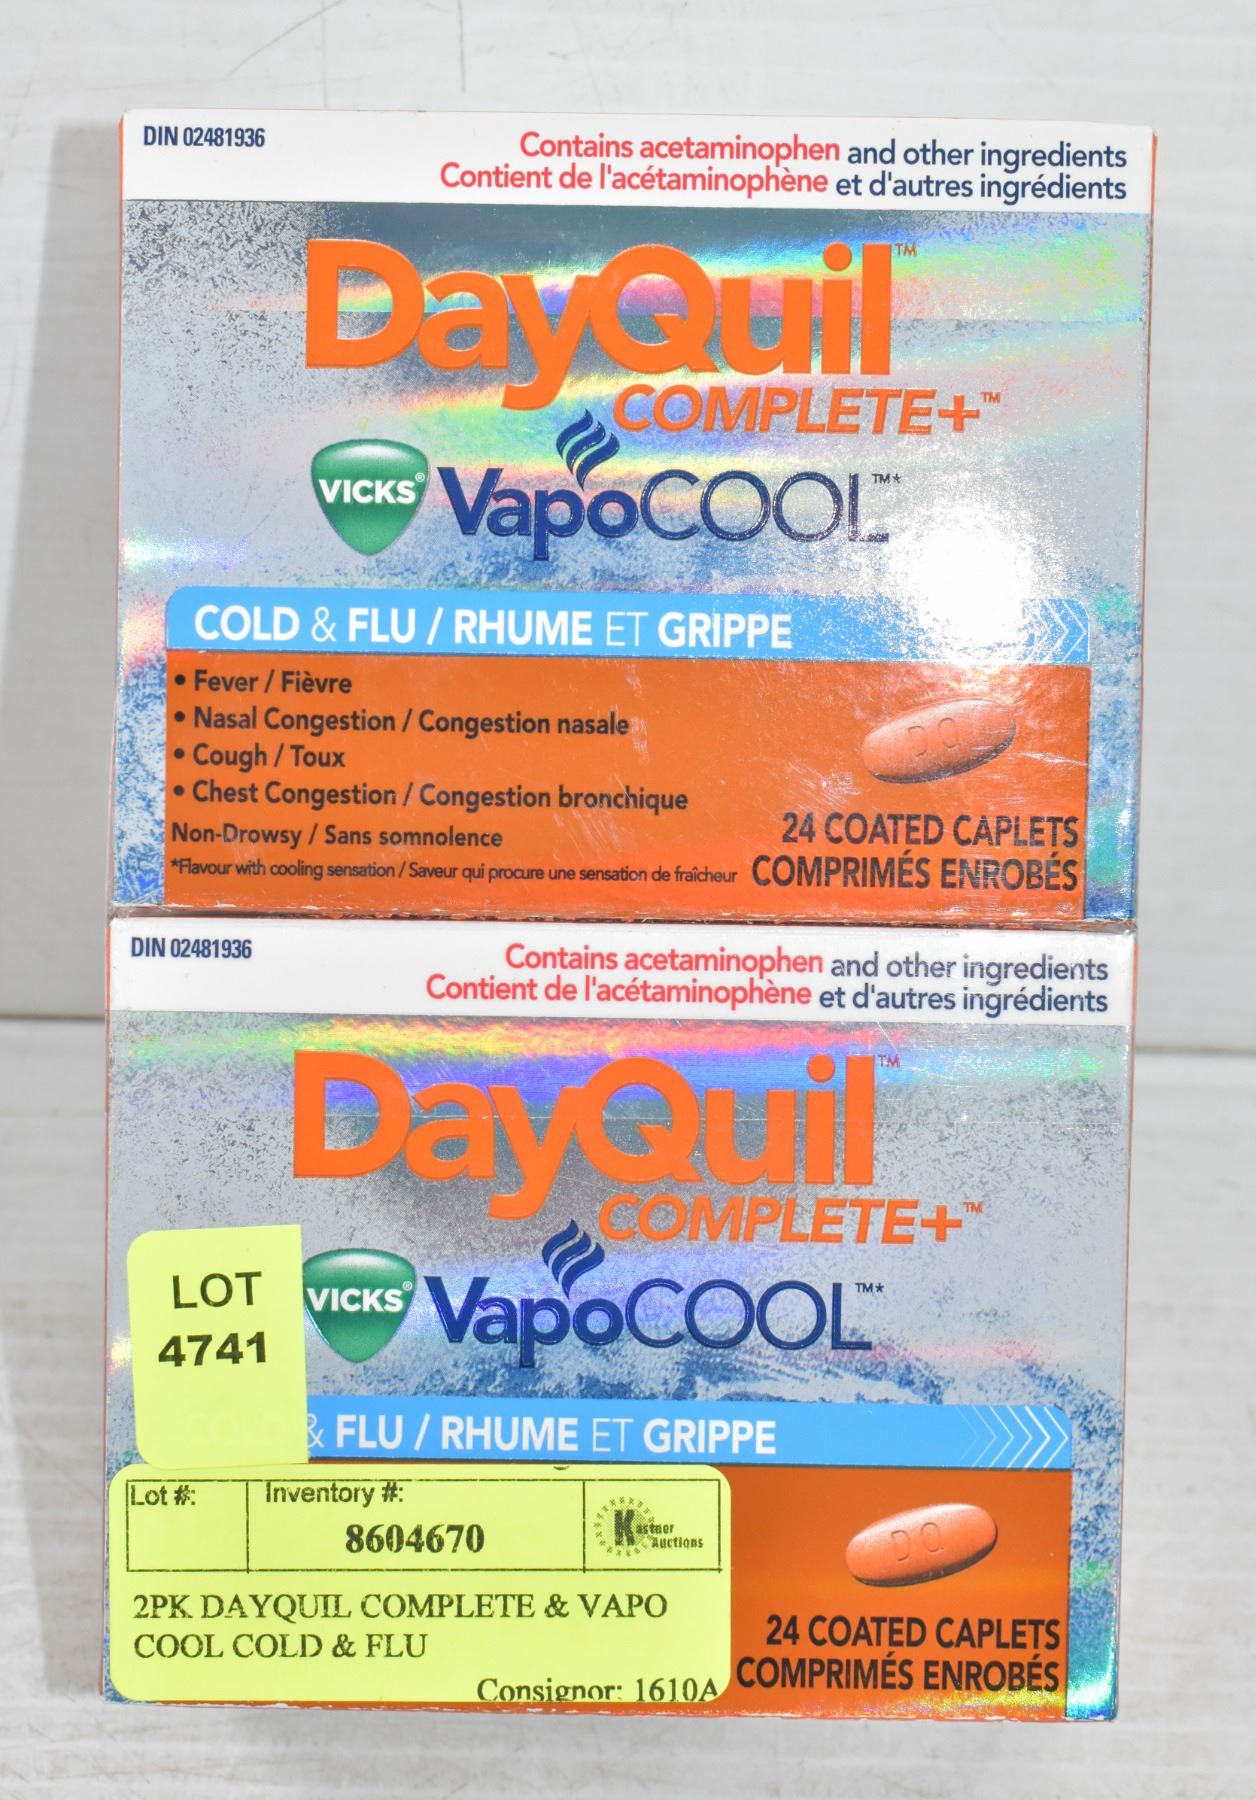 DIN 02481936
Contains acetaminophen and other ingredients
Contient de l'acétaminophène et d'autres ingrédients
DayQuil™
COMPLETE+™
VICKS® VapoCOOL™*
COLD & FLU / RHUME ET GRIPPE
• Fever / Fièvre
• Nasal Congestion / Congestion nasale
• Cough / Toux
• Chest Congestion / Congestion bronchique
Non-Drowsy / Sans somnolence
*Flavour with cooling sensation / Saveur qui procure une sensation de fraîcheur
DQ
24 COATED CAPLETS
COMPRIMÉS ENROBÉS
DIN 02481936
Contains acetaminophen and other ingredients
Contient de l'acétaminophène et d'autres ingrédients
DayQuil™
COMPLETE+™
VICKS® VapoCOOL™*
LOT
4741
COLD & FLU / RHUME ET GRIPPE
Lot #: Inventory #:
8604670
Kastner
Auctions
2PK DAYQUIL COMPLETE & VAPO
COOL COLD & FLU
Consignor: 1610A
DQ
24 COATED CAPLETS
COMPRIMÉS ENROBÉS